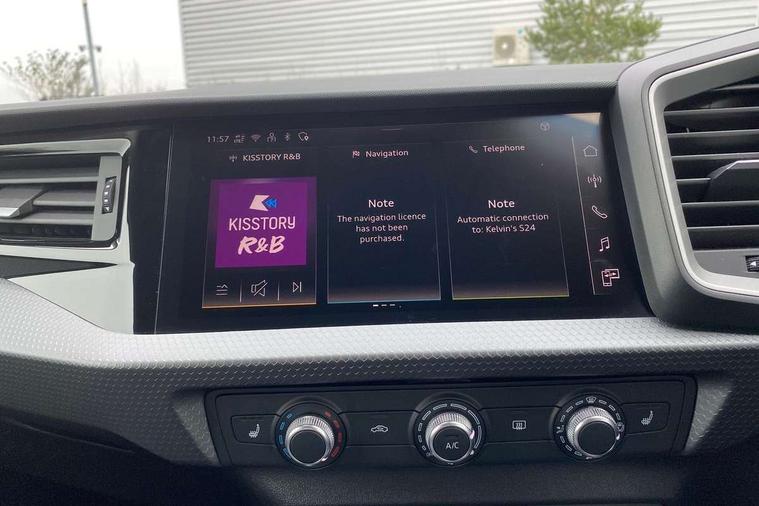 11:57
KISSTORY R&B
Navigation
Telephone
KISSTORY
R&B
Note
The navigation licence
has not been
purchased.
Note
Automatic connection
to: Kelvin's S24
A/C